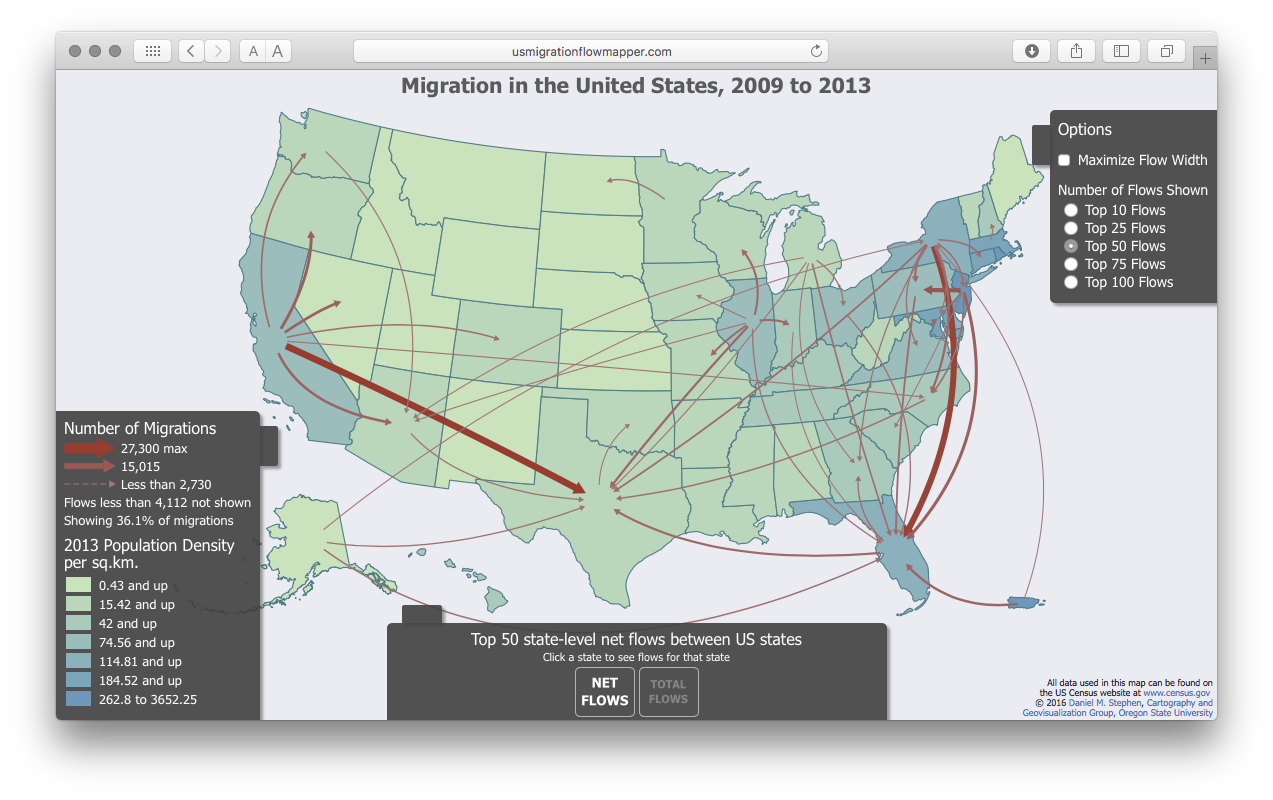 A A
usmigrationflowmapper.com
Migration in the United States, 2009 to 2013
Options
Maximize Flow Width
Number of Flows Shown
Top 10 Flows
Top 25 Flows
Top 50 Flows
Top 75 Flows
Top 100 Flows
Number of Migrations
27,300 max
15,015
Less than 2,730
Flows less than 4,112 not shown
Showing 36.1% of migrations
2013 Population Density
per sq.km.
0.43 and up
15.42 and up
42 and up
74.56 and up
114.81 and up
184.52 and up
262.8 to 3652.25
Top 50 state-level net flows between US states
Click a state to see flows for that state
NET
FLOWS
TOTAL
FLOWS
All data used in this map can be found on
the US Census website at www.census.gov
© 2016 Daniel M. Stephen, Cartography and
Geovisualization Group, Oregon State University